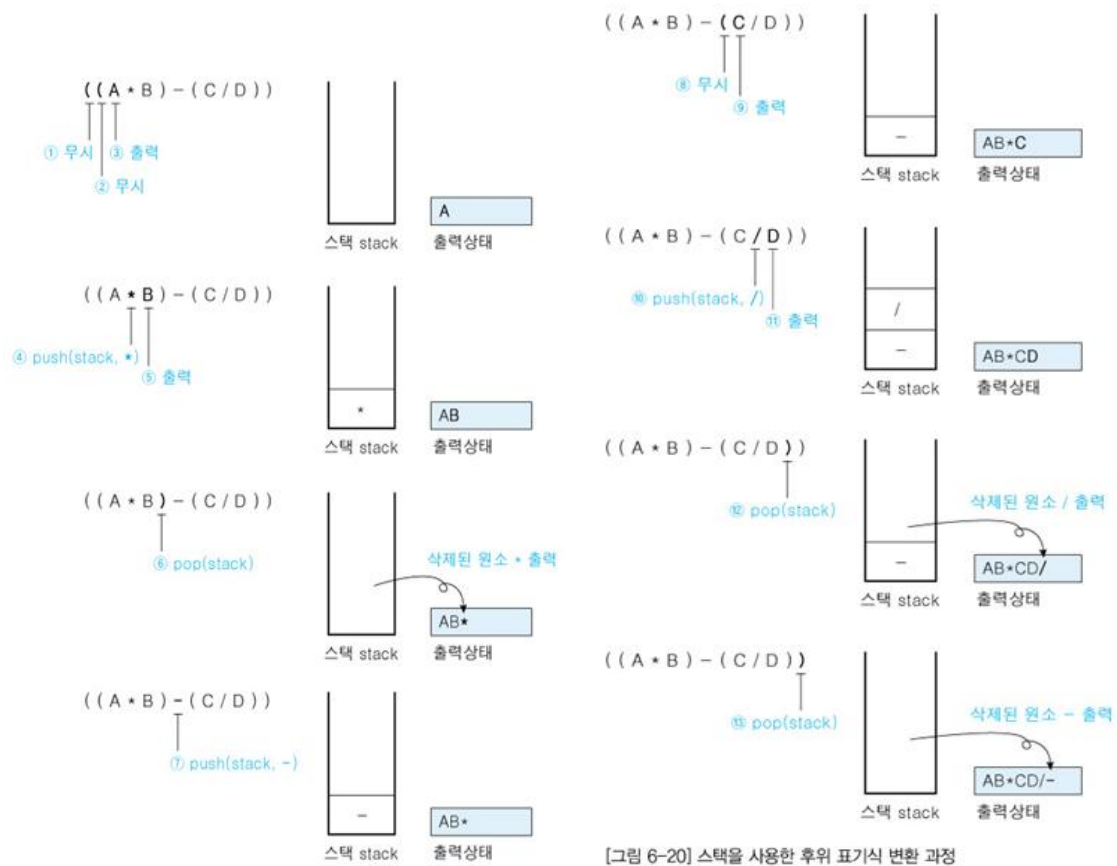 ((A * B) - (C / D))
① 무시 ③ 출력
② 무시
A
스택 stack 출력상태
((A * B) - (C / D))
④ push(stack, *)
⑤ 출력
*
AB
스택 stack 출력상태
((A * B) - (C / D))
⑥ pop(stack)
삭제된 원소 * 출력
AB*
스택 stack 출력상태
((A * B) - (C / D))
⑦ push(stack, -)
-
AB*
스택 stack 출력상태
((A * B) - (C / D))
⑧ 무시
⑨ 출력
-
AB*C
스택 stack 출력상태
((A * B) - (C / D))
⑩ push(stack, /)
⑪ 출력
/
-
AB*CD
스택 stack 출력상태
((A * B) - (C / D))
⑫ pop(stack)
삭제된 원소 / 출력
-
AB*CD/
스택 stack 출력상태
((A * B) - (C / D))
⑬ pop(stack)
삭제된 원소 - 출력
AB*CD/-
스택 stack 출력상태
[그림 6-20] 스택을 사용한 후위 표기식 변환 과정